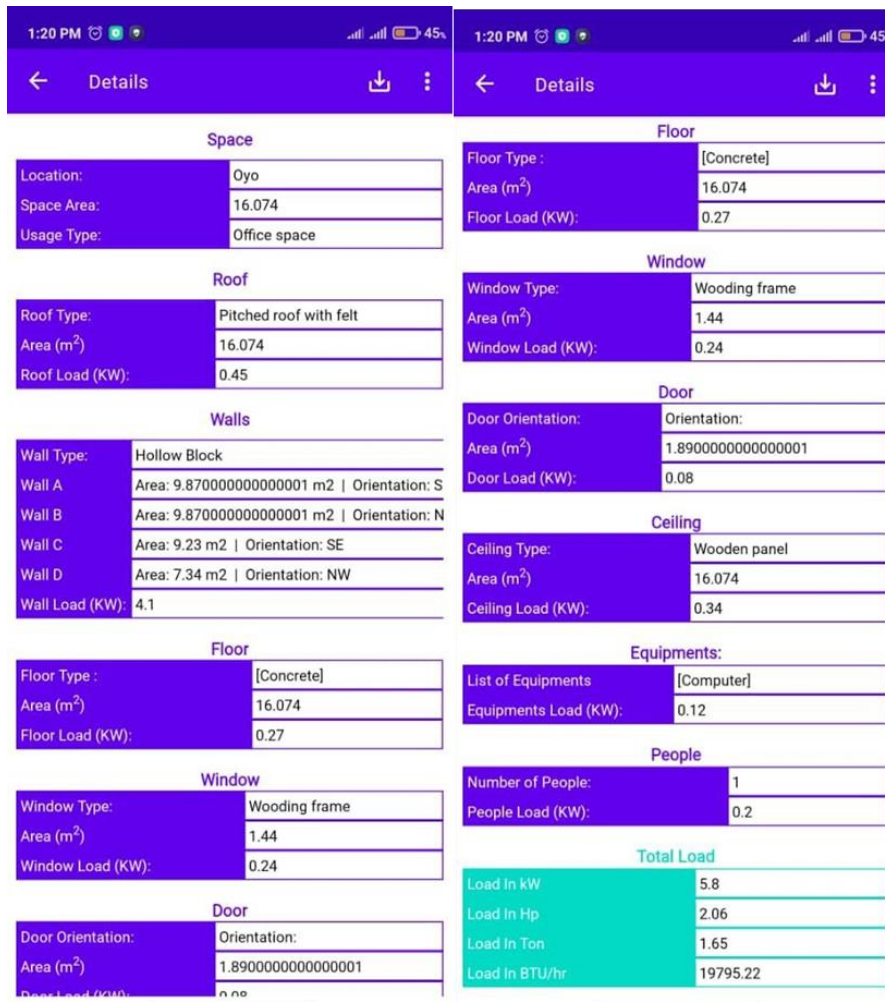 1:20 PM 45%
Details
Space
Location: Oyo
Space Area: 16.074
Usage Type: Office space
Roof
Roof Type: Pitched roof with felt
Area (m²) 16.074
Roof Load (KW): 0.45
Walls
Wall Type: Hollow Block
Wall A Area: 9.870000000000001 m2 | Orientation: S
Wall B Area: 9.870000000000001 m2 | Orientation: N
Wall C Area: 9.23 m2 | Orientation: SE
Wall D Area: 7.34 m2 | Orientation: NW
Wall Load (KW): 4.1
Floor
Floor Type : [Concrete]
Area (m²) 16.074
Floor Load (KW): 0.27
Window
Window Type: Wooding frame
Area (m²) 1.44
Window Load (KW): 0.24
Door
Door Orientation: Orientation:
Area (m²) 1.8900000000000001
Door Load (KW): 0.08
1:20 PM 45
Details
Floor
Floor Type : [Concrete]
Area (m²) 16.074
Floor Load (KW): 0.27
Window
Window Type: Wooding frame
Area (m²) 1.44
Window Load (KW): 0.24
Door
Door Orientation: Orientation:
Area (m²) 1.8900000000000001
Door Load (KW): 0.08
Ceiling
Ceiling Type: Wooden panel
Area (m²) 16.074
Ceiling Load (KW): 0.34
Equipments:
List of Equipments [Computer]
Equipments Load (KW): 0.12
People
Number of People: 1
People Load (KW): 0.2
Total Load
Load In kW 5.8
Load In Hp 2.06
Load In Ton 1.65
Load In BTU/hr 19795.22